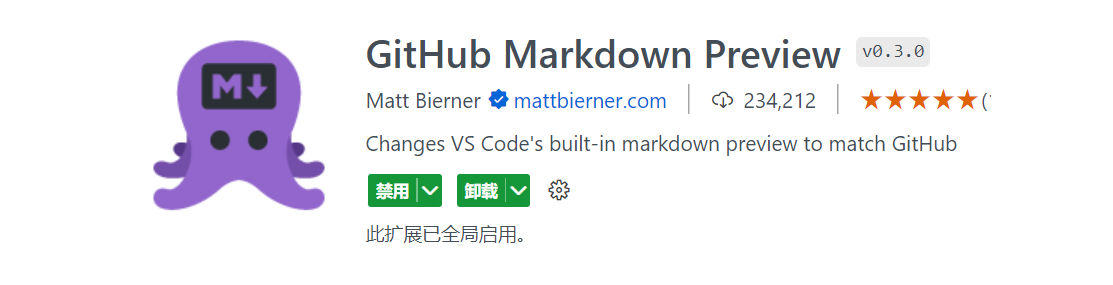 GitHub Markdown Preview v0.3.0
M
Matt Bierner mattbierner.com 234,212 (
Changes VS Code's built-in markdown preview to match GitHub
禁用 卸载
此扩展已全局启用。